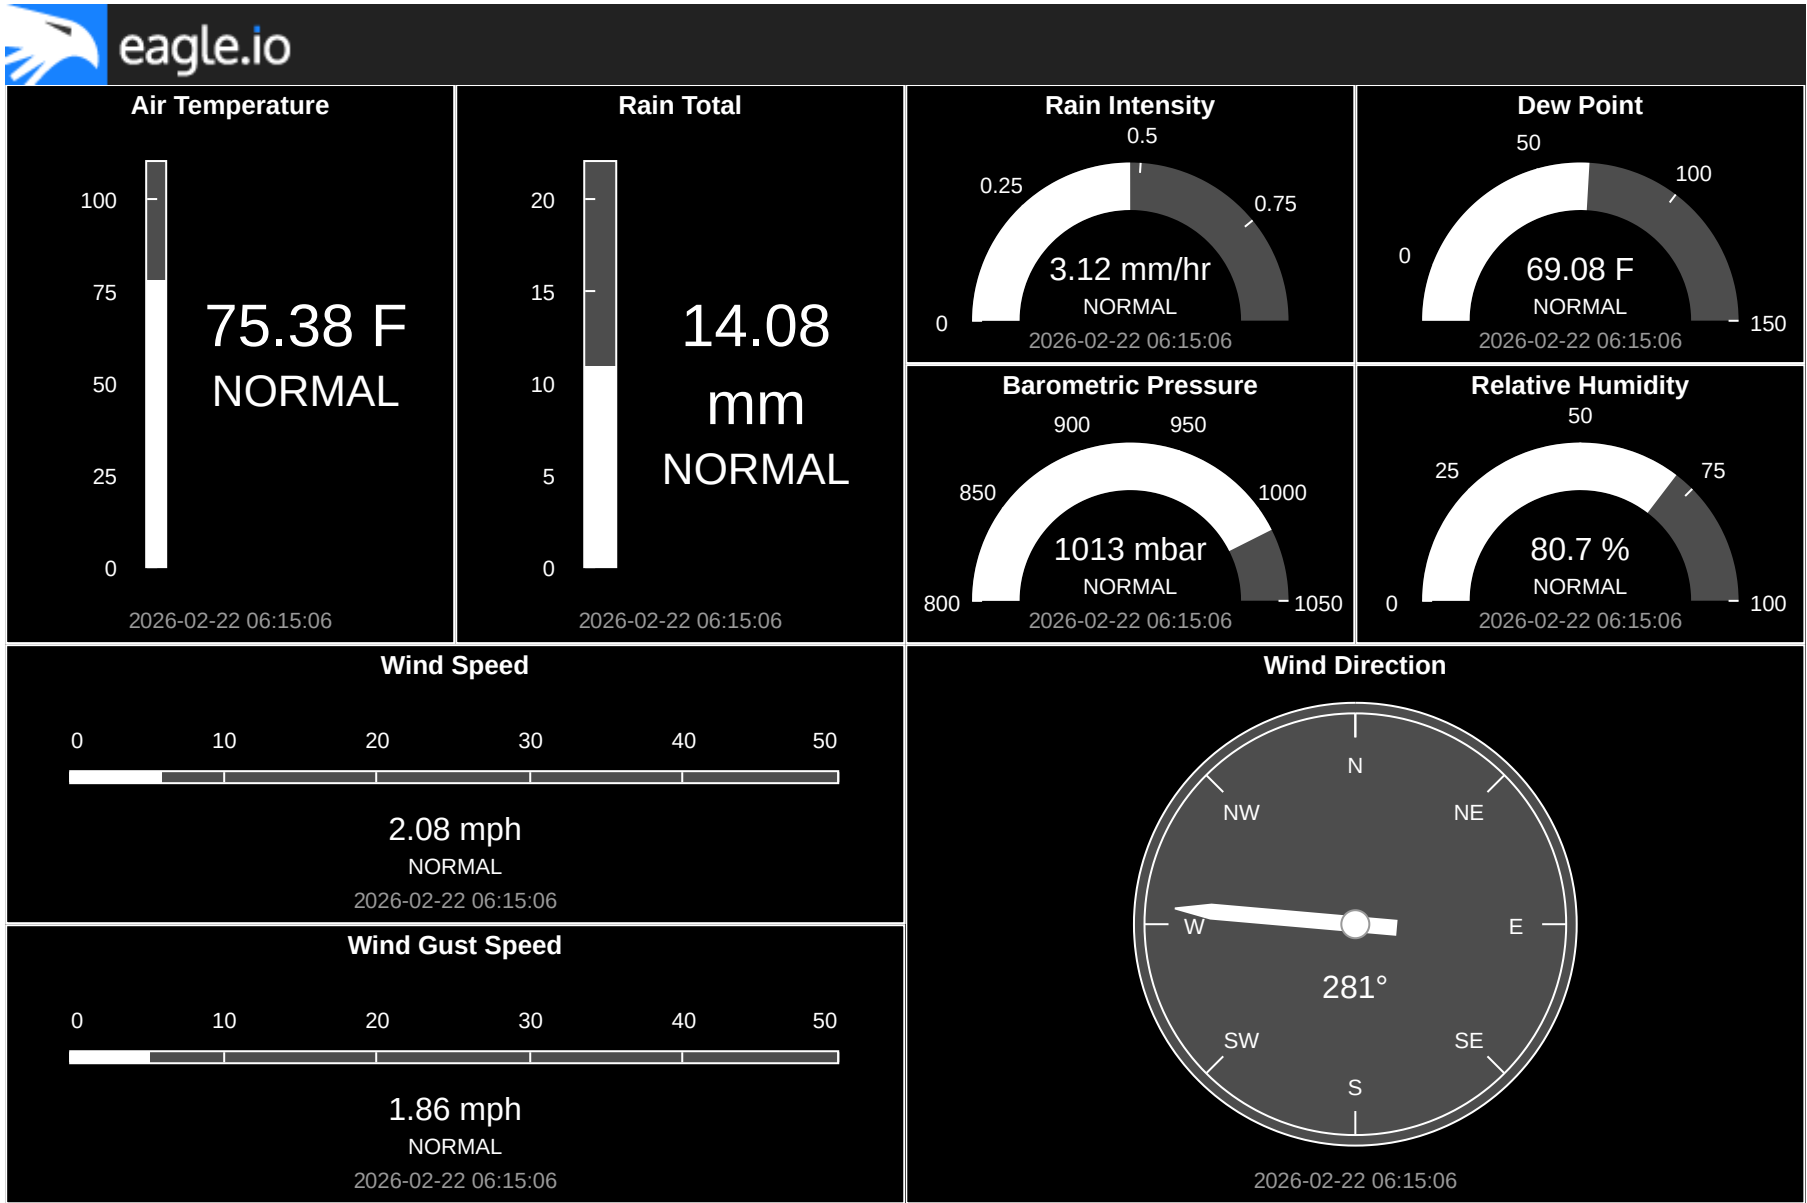 eagle.io
Air Temperature
100
75
50
25
0
75.38 F
NORMAL
2026-02-22 06:15:06
Rain Total
20
15
10
5
0
14.08
mm
NORMAL
2026-02-22 06:15:06
Rain Intensity
0.5
0.25
0.75
0
3.12 mm/hr
NORMAL
2026-02-22 06:15:06
Dew Point
50
100
0
150
69.08 F
NORMAL
2026-02-22 06:15:06
Barometric Pressure
900
950
850
1000
800
1050
1013 mbar
NORMAL
2026-02-22 06:15:06
Relative Humidity
50
25
75
0
100
80.7 %
NORMAL
2026-02-22 06:15:06
Wind Speed
0 10 20 30 40 50
2.08 mph
NORMAL
2026-02-22 06:15:06
Wind Gust Speed
0 10 20 30 40 50
1.86 mph
NORMAL
2026-02-22 06:15:06
Wind Direction
N
NW NE
W E
281°
SW SE
S
2026-02-22 06:15:06